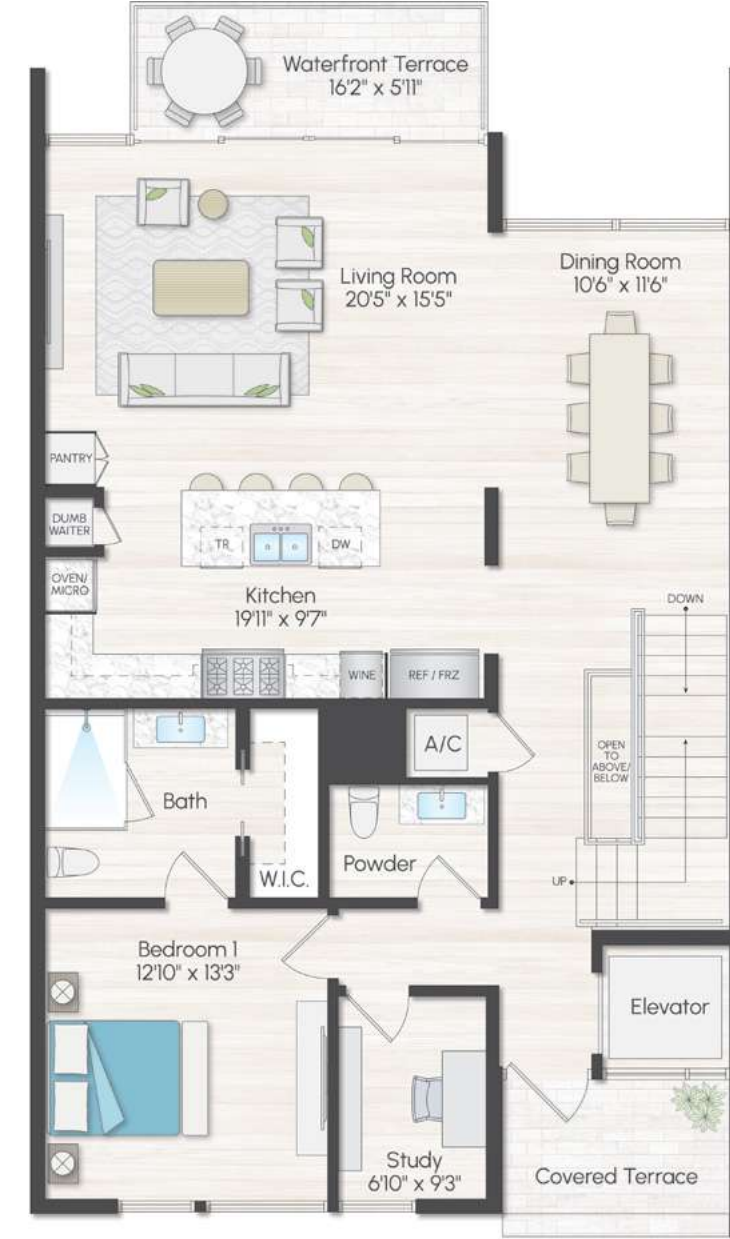 Waterfront Terrace
16'2" x 5'11"
Living Room
20'5" x 15'5"
Dining Room
10'6" x 11'6"
PANTRY
DUMB
WAITER
TR
DW
OVEN/
MICRO
Kitchen
19'11" x 9'7"
DOWN
WINE
REF / FRZ
A/C
OPEN
TO
ABOVE/
BELOW
Bath
Powder
W.I.C.
UP
Bedroom 1
12'10" x 13'3"
Elevator
Study
6'10" x 9'3"
Covered Terrace